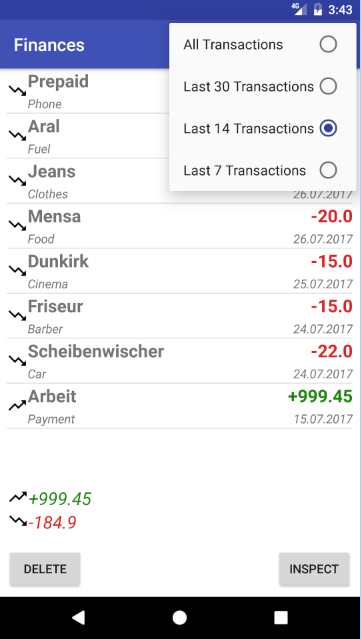 4G 3:43
Finances
All Transactions
Last 30 Transactions
Last 14 Transactions
Last 7 Transactions
Prepaid
Phone
Aral
Fuel
Jeans
Clothes 26.07.2017
Mensa -20.0
Food 26.07.2017
Dunkirk -15.0
Cinema 25.07.2017
Friseur -15.0
Barber 24.07.2017
Scheibenwischer -22.0
Car 24.07.2017
Arbeit +999.45
Payment 15.07.2017
+999.45
-184.9
DELETE INSPECT